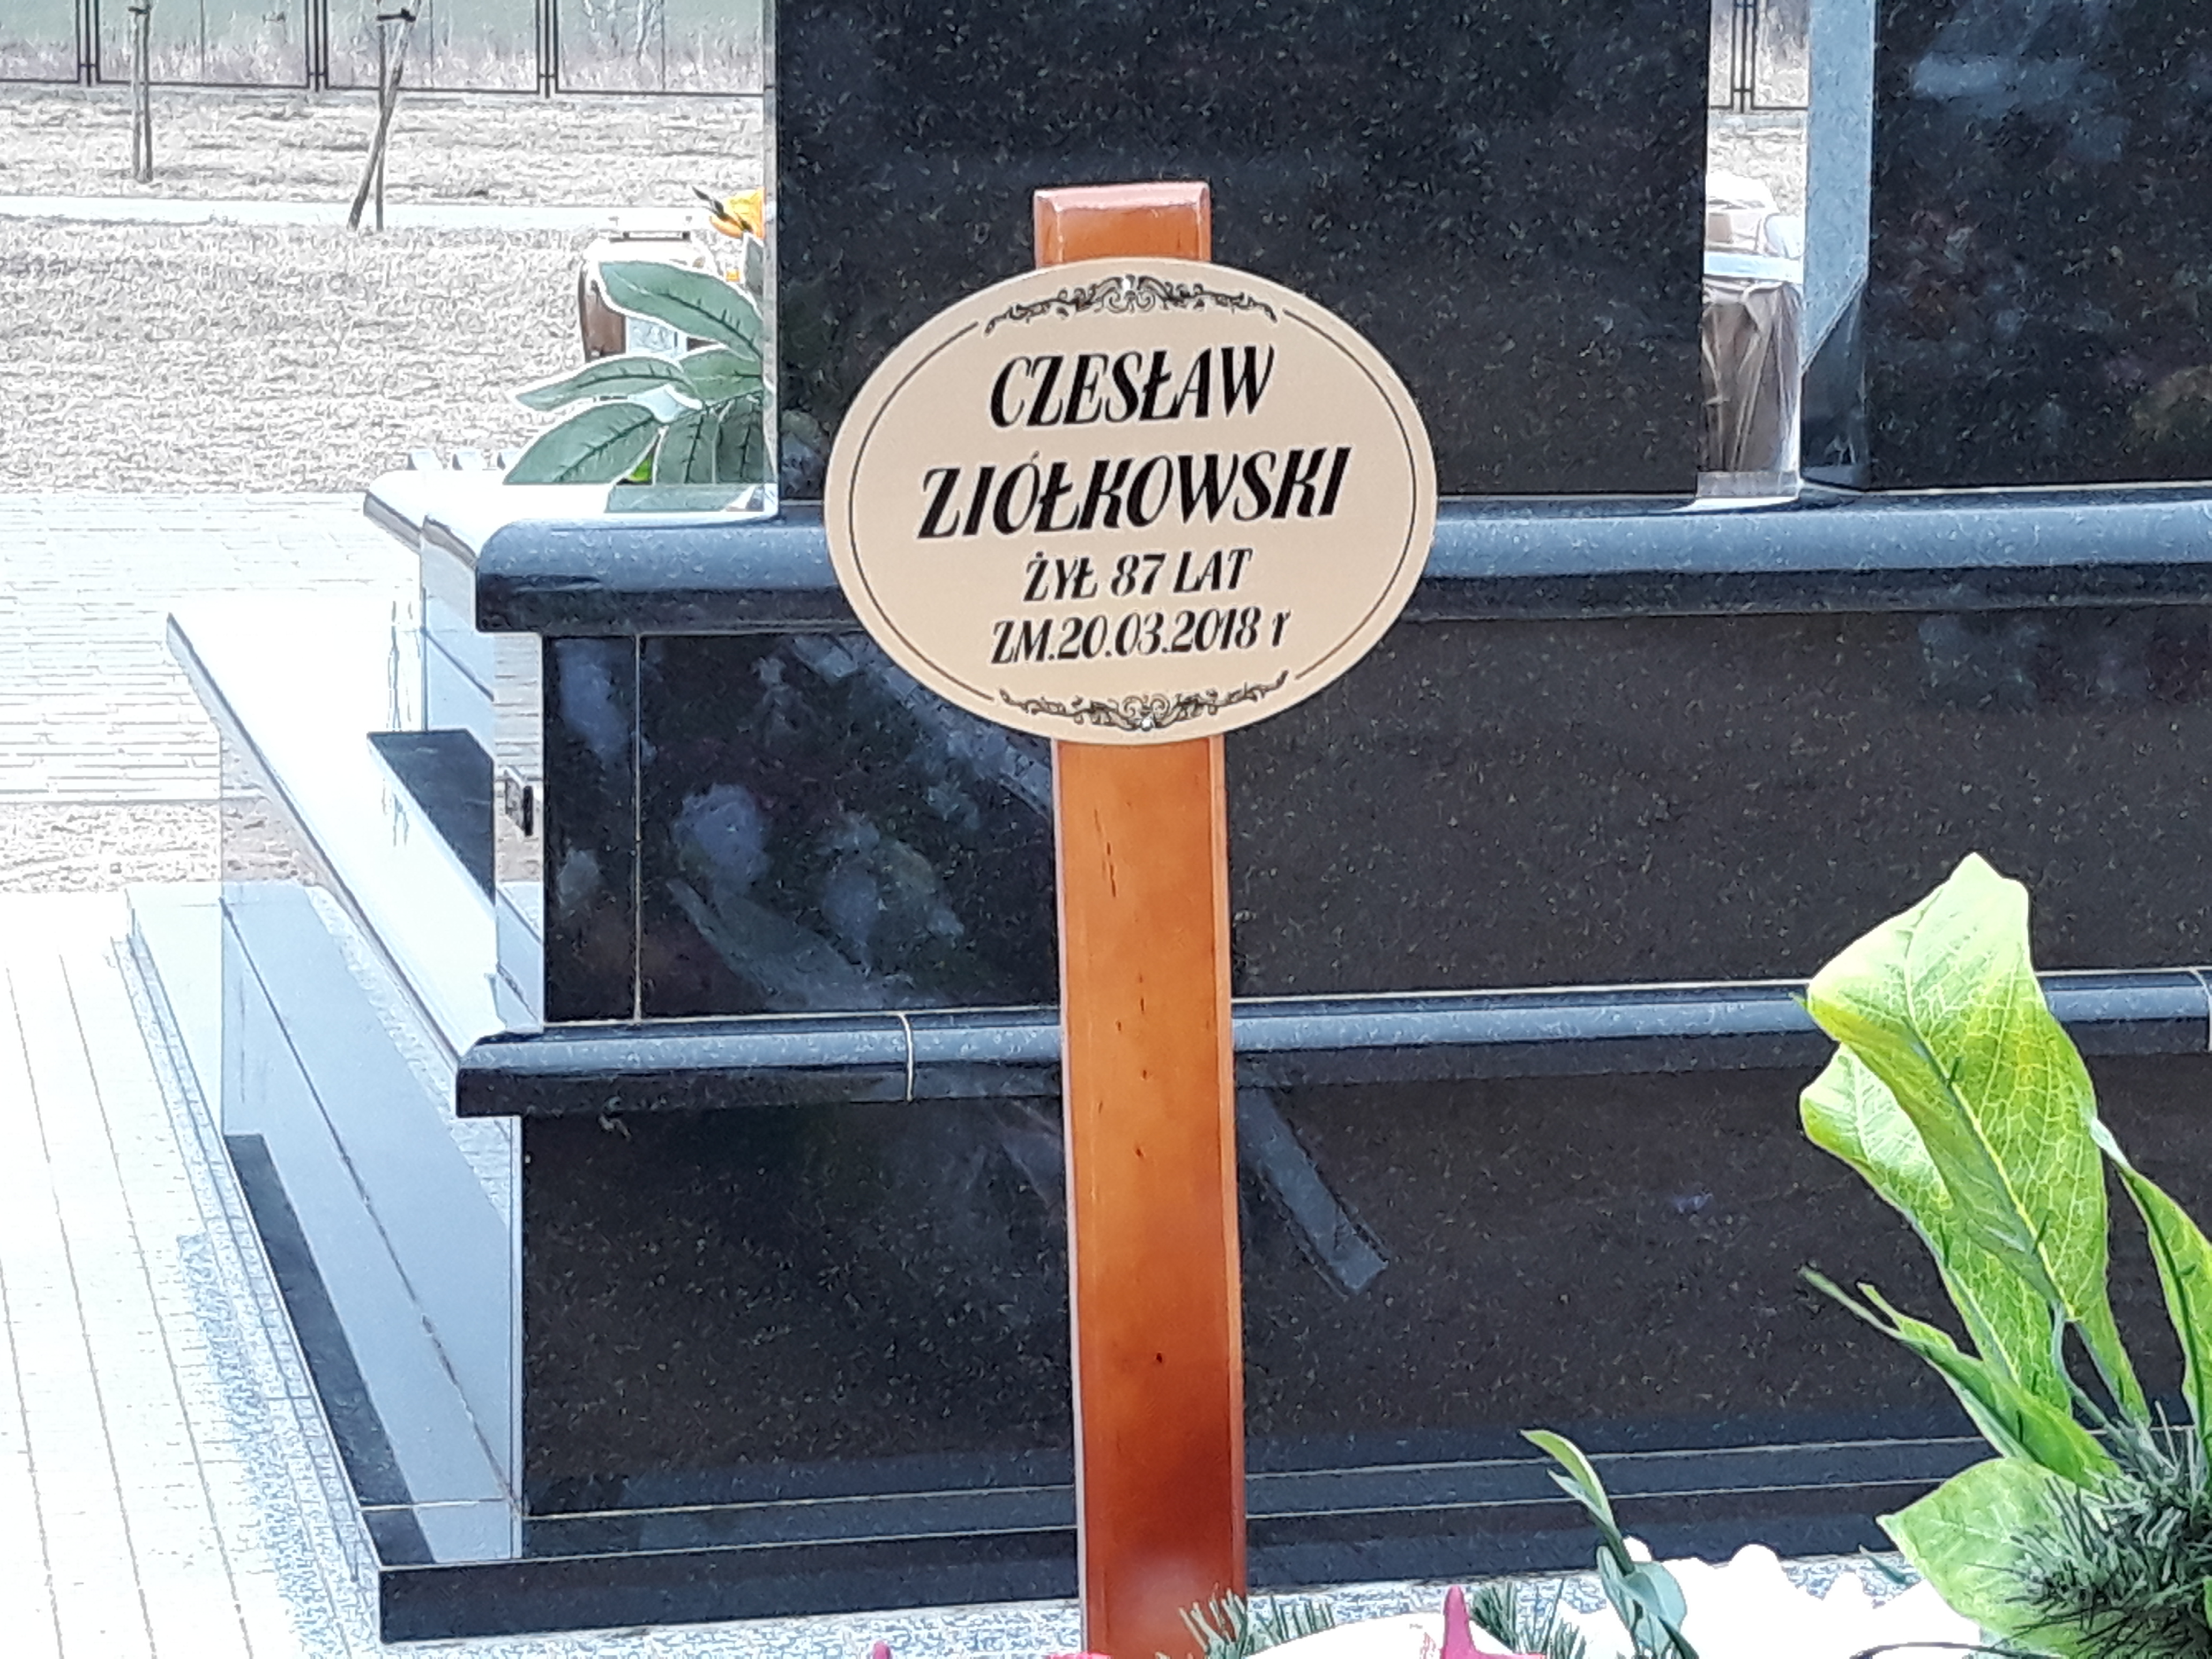 CZESŁAW
ZIÓŁKOWSKI
ŻYŁ 87 LAT
ZM.20.03.2018 r